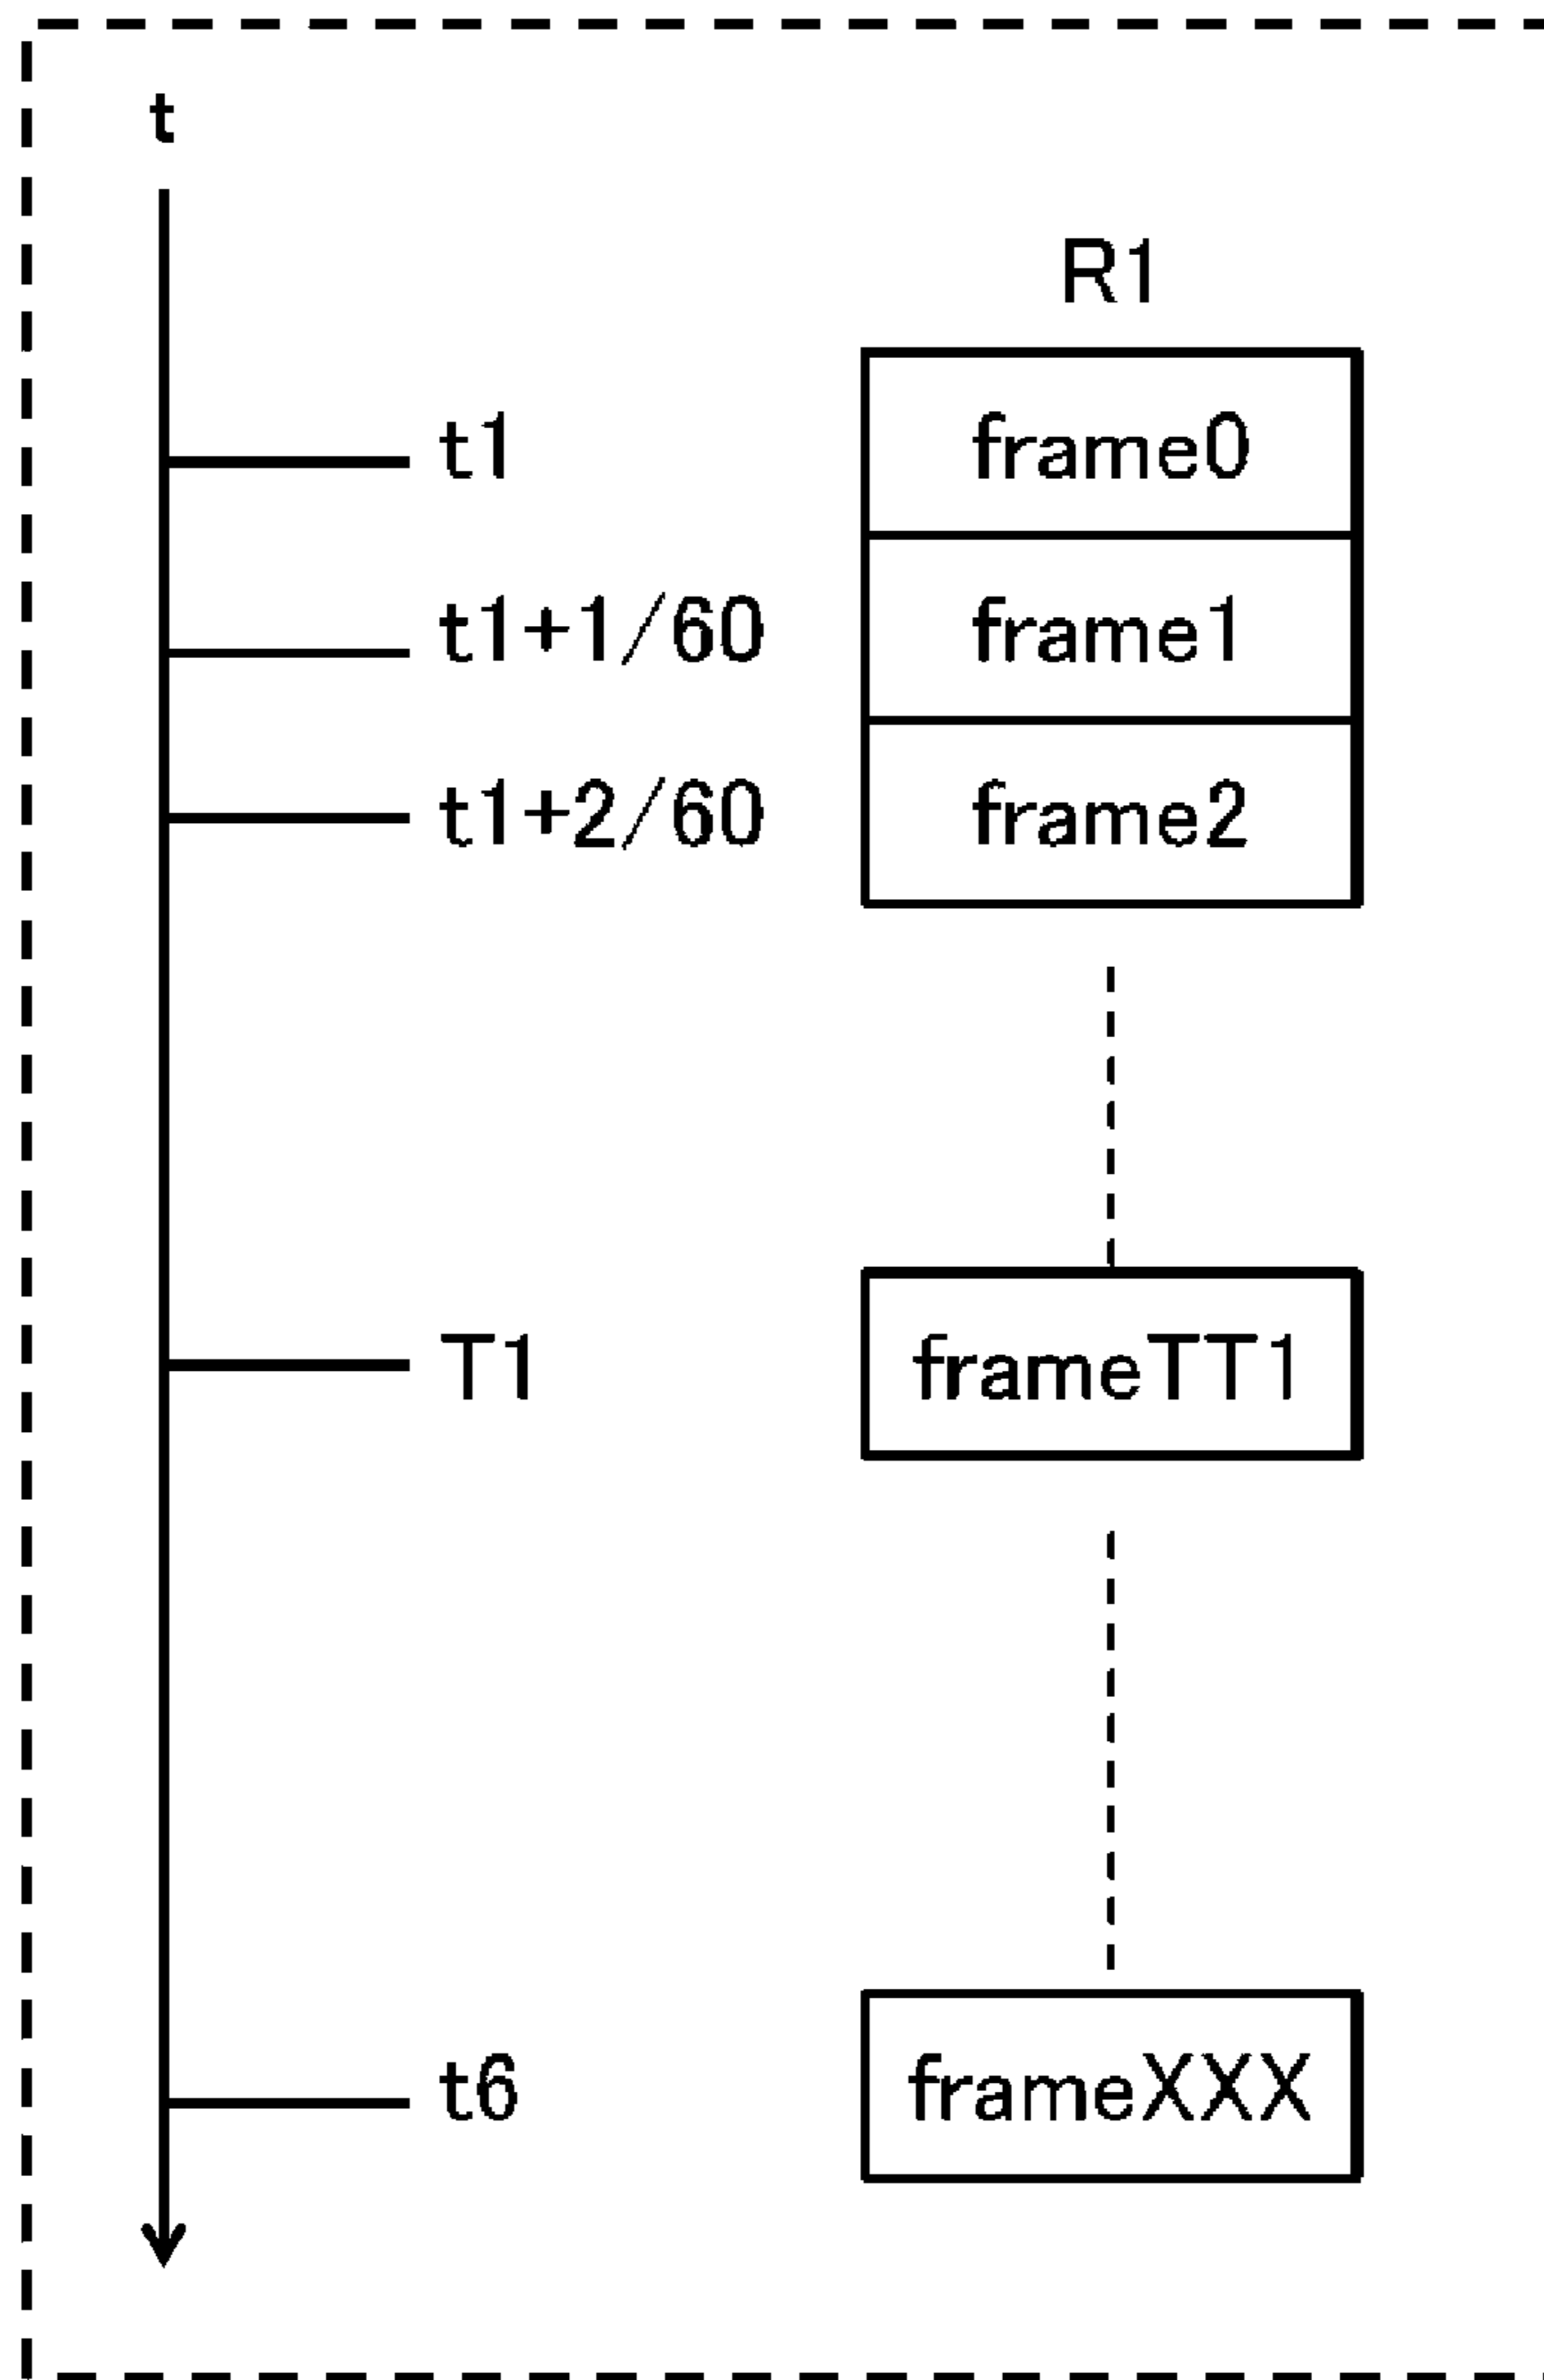 t
R1
t1 frame0
t1+1/60 frame1
t1+2/60 frame2
T1 frameTT1
t6 frameXXX